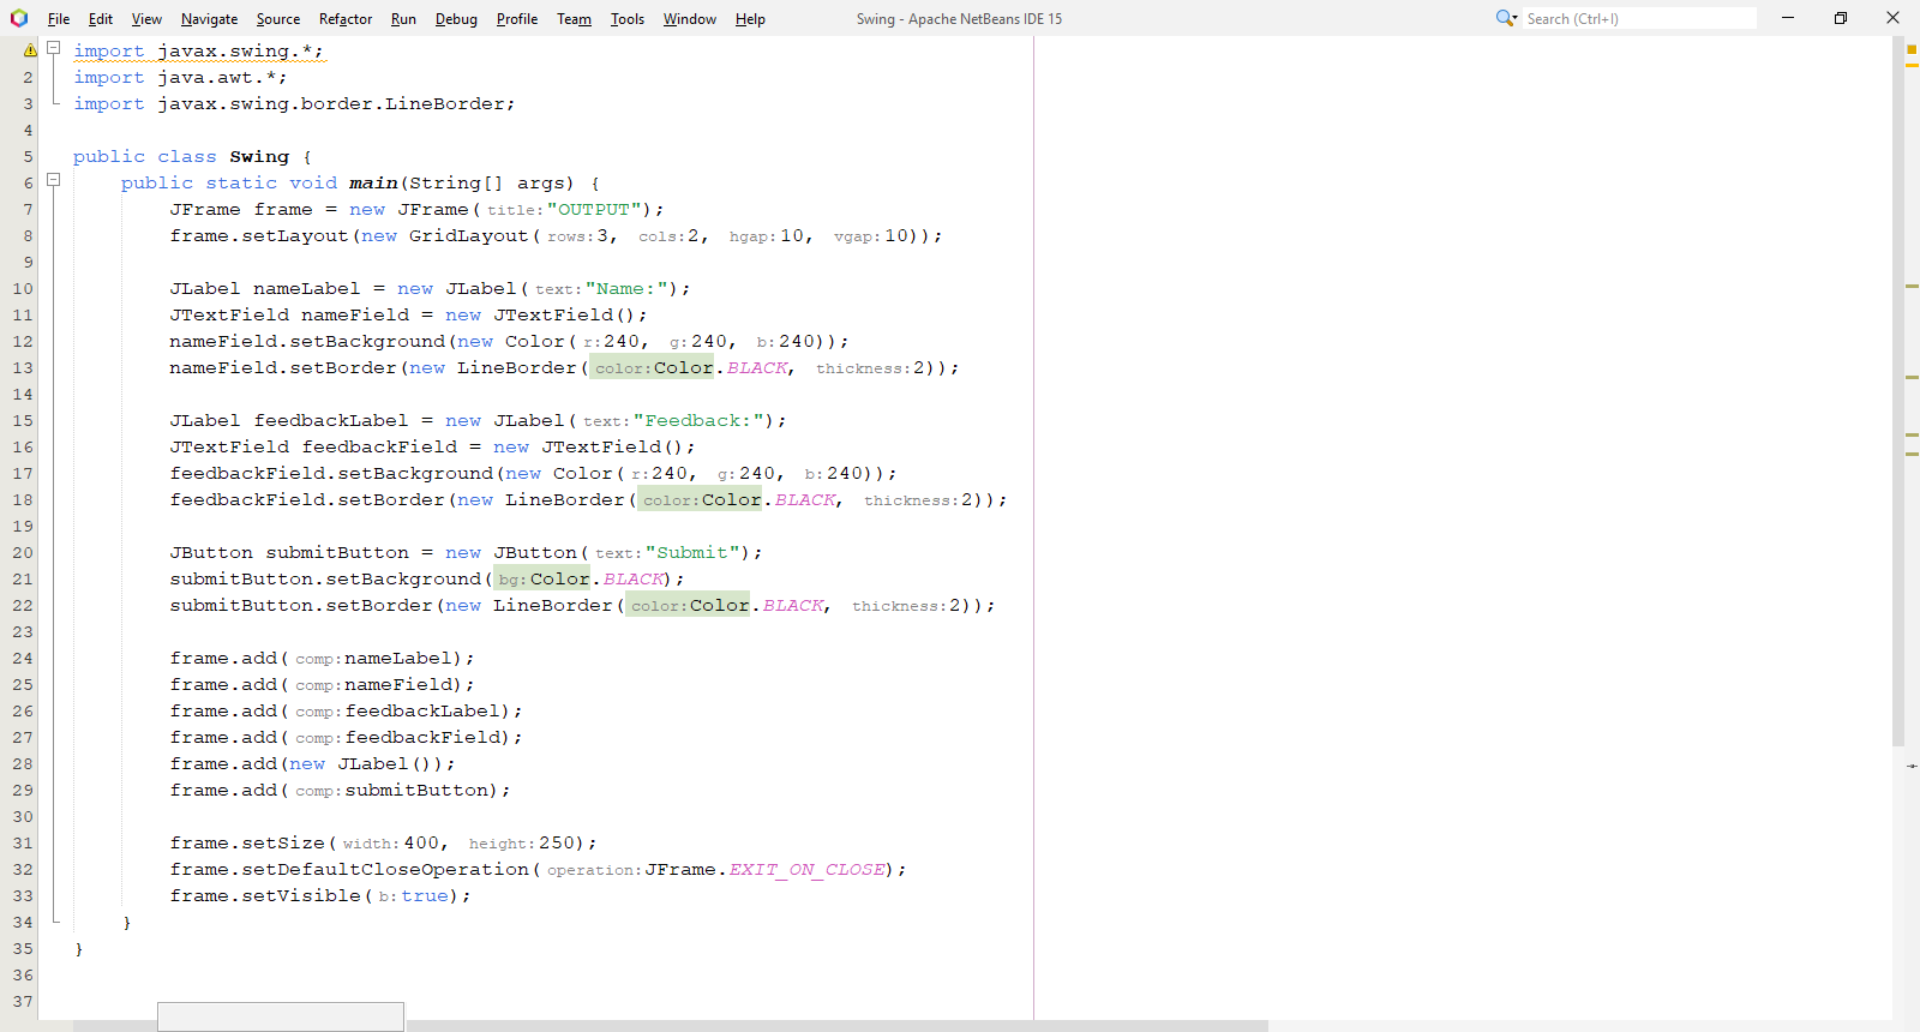 File Edit View Navigate Source Refactor Run Debug Profile Team Tools Window Help Swing - Apache NetBeans IDE 15 Search (Ctrl+I)
import javax.swing.*;
2 import java.awt.*;
3 import javax.swing.border.LineBorder;
4
5 public class Swing {
6 public static void main(String[] args) {
7 JFrame frame = new JFrame( title:"OUTPUT");
8 frame.setLayout(new GridLayout( rows:3, cols:2, hgap:10, vgap:10));
9
10 JLabel nameLabel = new JLabel( text:"Name:");
11 JTextField nameField = new JTextField();
12 nameField.setBackground(new Color( r:240, g:240, b:240));
13 nameField.setBorder(new LineBorder( color:Color.BLACK, thickness:2));
14
15 JLabel feedbackLabel = new JLabel( text:"Feedback:");
16 JTextField feedbackField = new JTextField();
17 feedbackField.setBackground(new Color( r:240, g:240, b:240));
18 feedbackField.setBorder(new LineBorder( color:Color.BLACK, thickness:2));
19
20 JButton submitButton = new JButton( text:"Submit");
21 submitButton.setBackground( bg:Color.BLACK);
22 submitButton.setBorder(new LineBorder( color:Color.BLACK, thickness:2));
23
24 frame.add( comp:nameLabel);
25 frame.add( comp:nameField);
26 frame.add( comp:feedbackLabel);
27 frame.add( comp:feedbackField);
28 frame.add(new JLabel());
29 frame.add( comp:submitButton);
30
31 frame.setSize( width:400, height:250);
32 frame.setDefaultCloseOperation( operation:JFrame.EXIT_ON_CLOSE);
33 frame.setVisible( b:true);
34 }
35 }
36
37